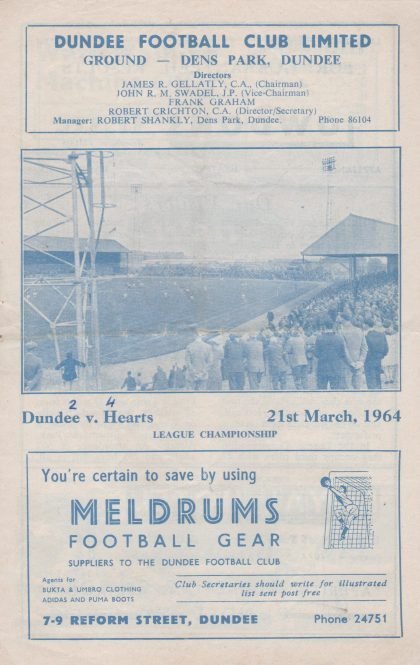 DUNDEE FOOTBALL CLUB LIMITED
GROUND — DENS PARK, DUNDEE
Directors
JAMES R. GELLATLY, C.A., (Chairman)
JOHN R. M. SWADEL, J.P. (Vice-Chairman)
FRANK GRAHAM
ROBERT CRICHTON, C.A. (Director/Secretary)
Manager: ROBERT SHANKLY, Dens Park, Dundee. Phone 86104
2 4
Dundee v. Hearts 21st March, 1964
LEAGUE CHAMPIONSHIP
You're certain to save by using
MELDRUMS
FOOTBALL GEAR
SUPPLIERS TO THE DUNDEE FOOTBALL CLUB
Agents for
BUKTA & UMBRO CLOTHING
ADIDAS AND PUMA BOOTS
Club Secretaries should write for illustrated
list sent post free
7-9 REFORM STREET, DUNDEE Phone 24751